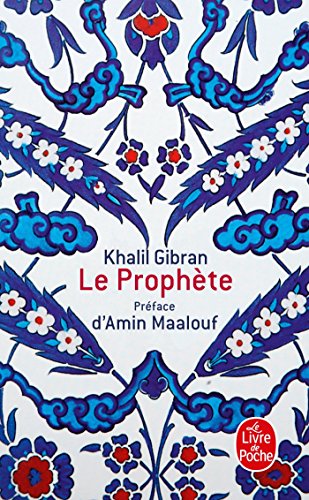 Khalil Gibran
Le Prophète
Préface
d'Amin Maalouf
Le
Livre
de
Poche